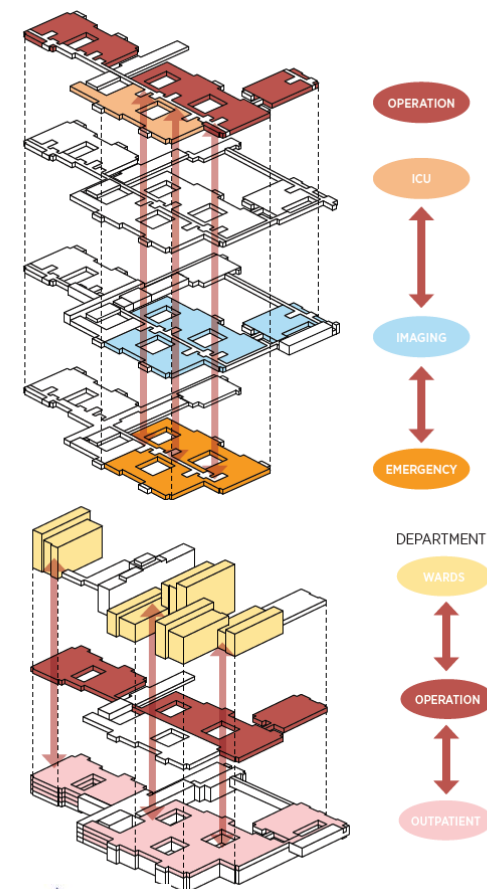 OPERATION
ICU
IMAGING
EMERGENCY
DEPARTMENT
WARDS
OPERATION
OUTPATIENT